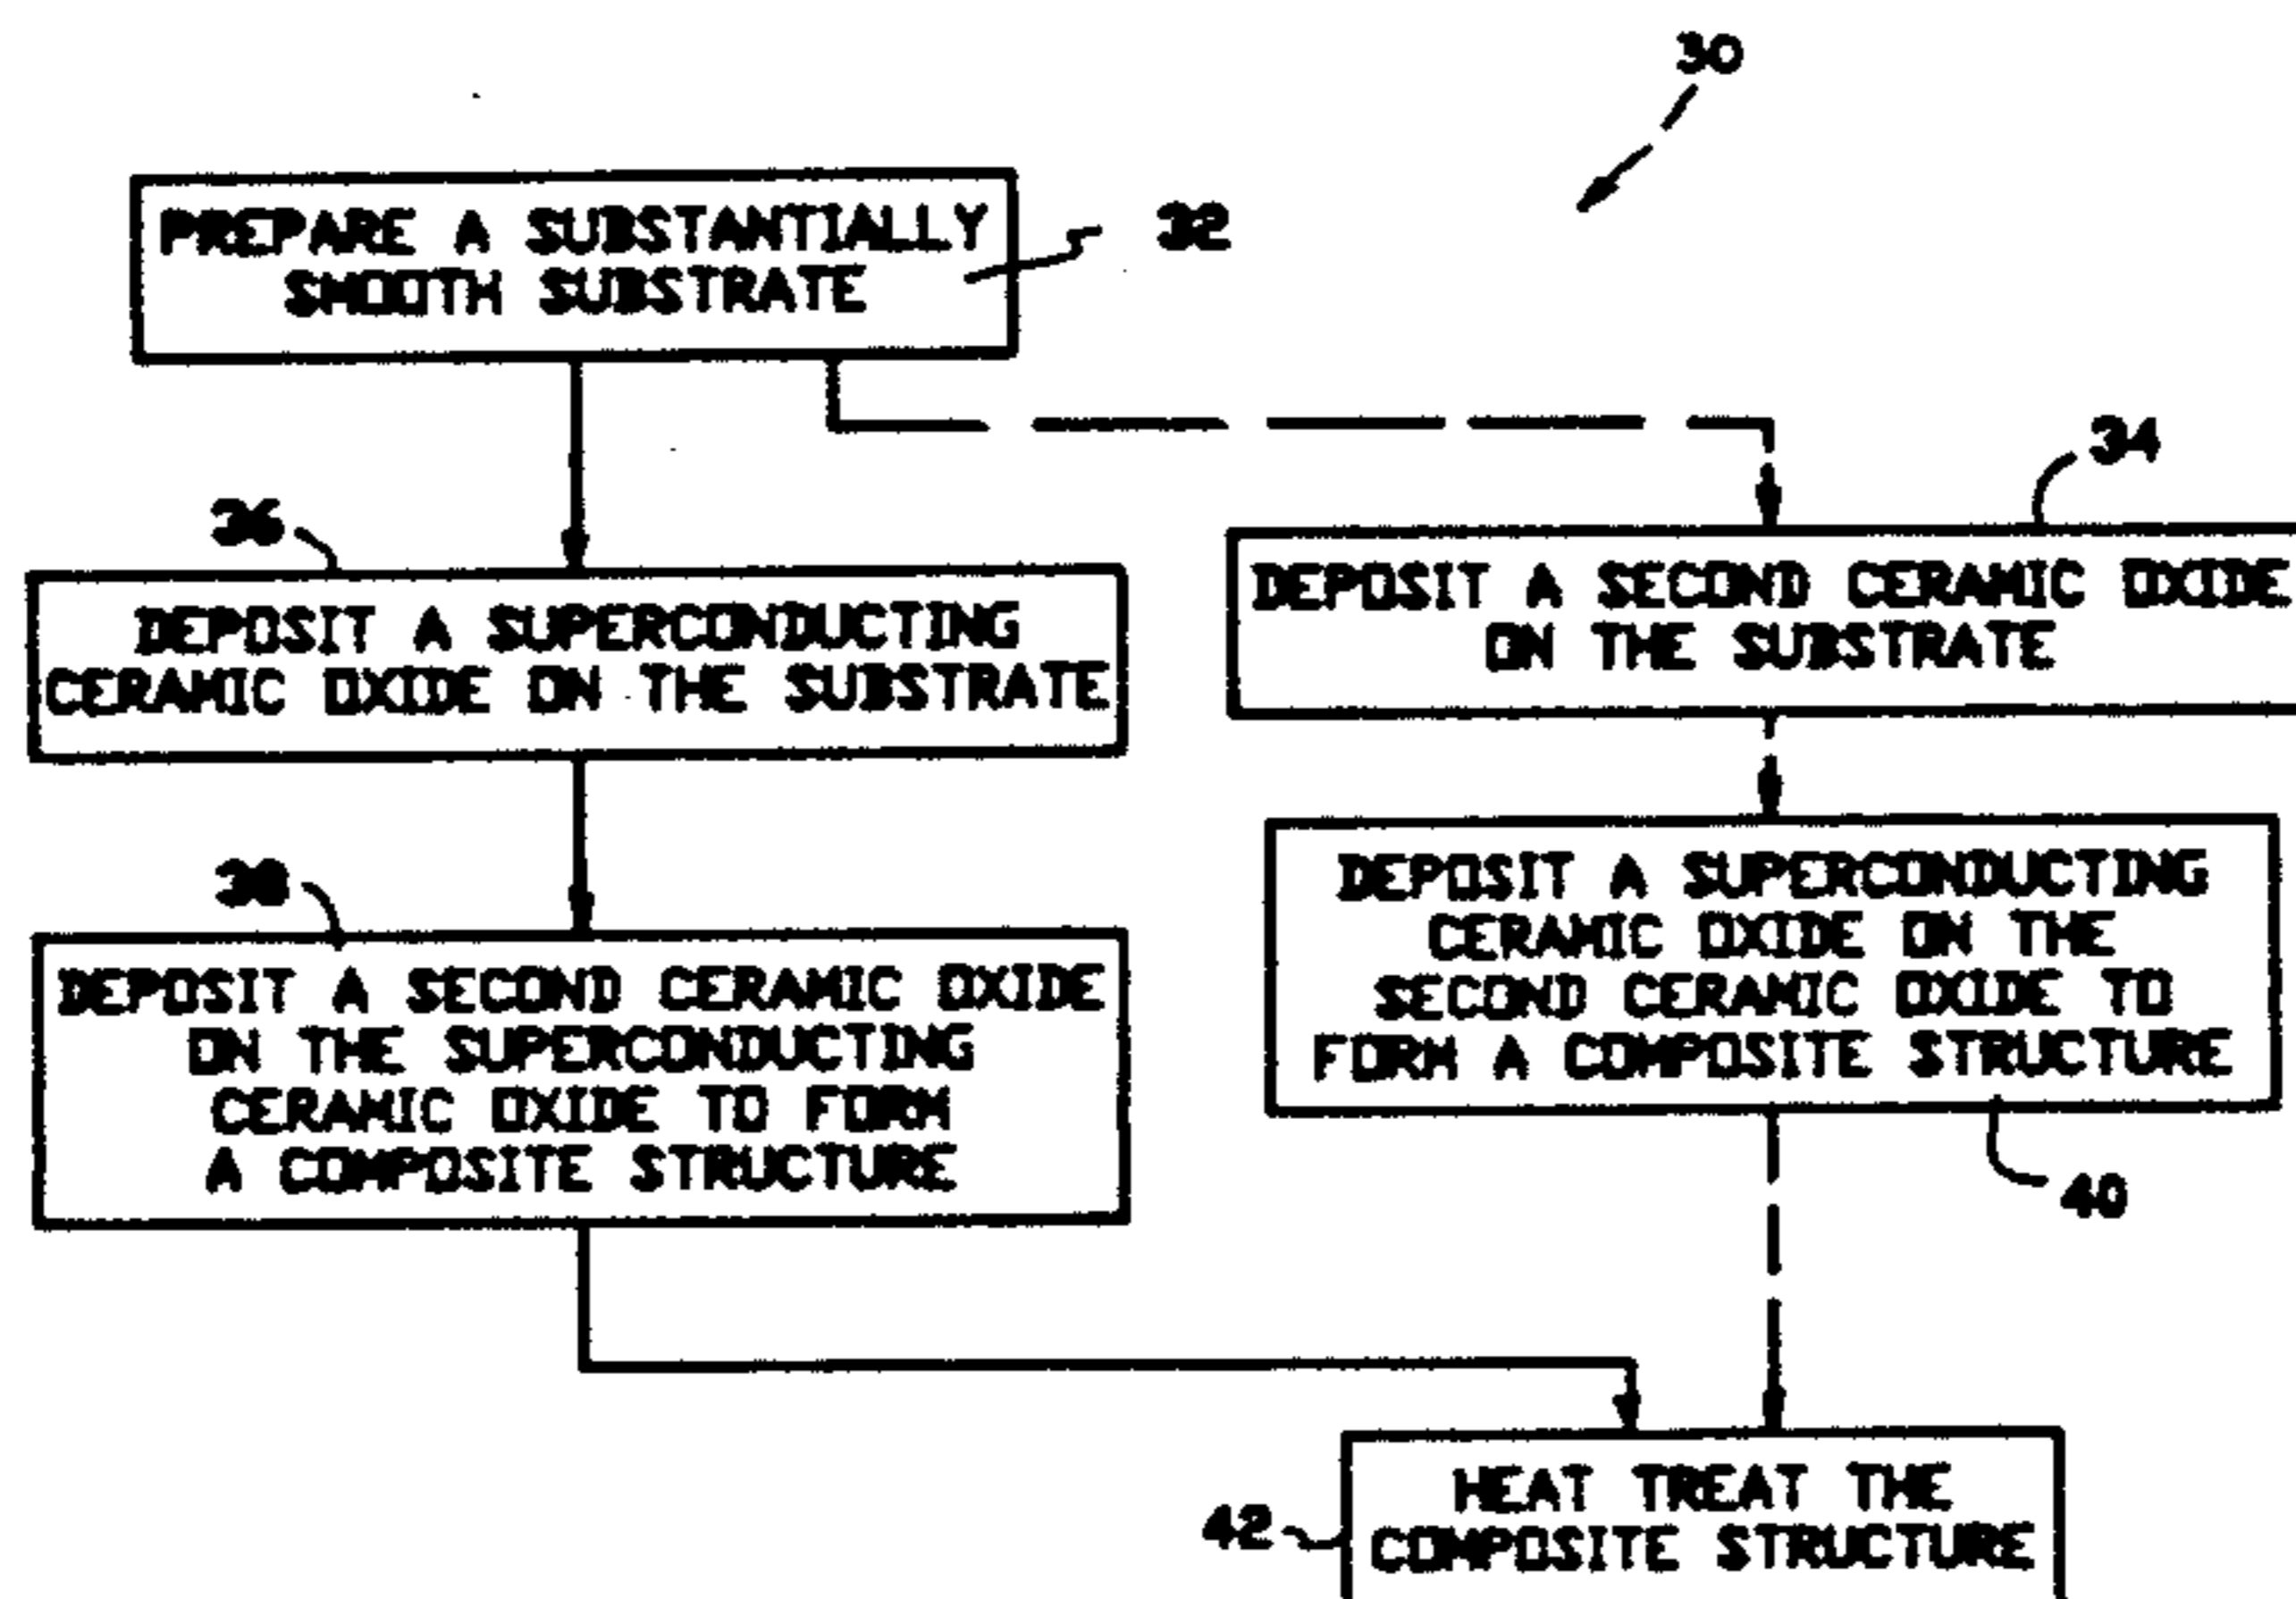 30
PREPARE A SUBSTANTIALLY
SMOOTH SUBSTRATE
32
36
DEPOSIT A SUPERCONDUCTING
CERAMIC OXIDE ON THE SUBSTRATE
34
DEPOSIT A SECOND CERAMIC OXIDE
ON THE SUBSTRATE
38
DEPOSIT A SECOND CERAMIC OXIDE
ON THE SUPERCONDUCTING
CERAMIC OXIDE TO FORM
A COMPOSITE STRUCTURE
DEPOSIT A SUPERCONDUCTING
CERAMIC OXIDE ON THE
SECOND CERAMIC OXIDE TO
FORM A COMPOSITE STRUCTURE
40
42
HEAT TREAT THE
COMPOSITE STRUCTURE